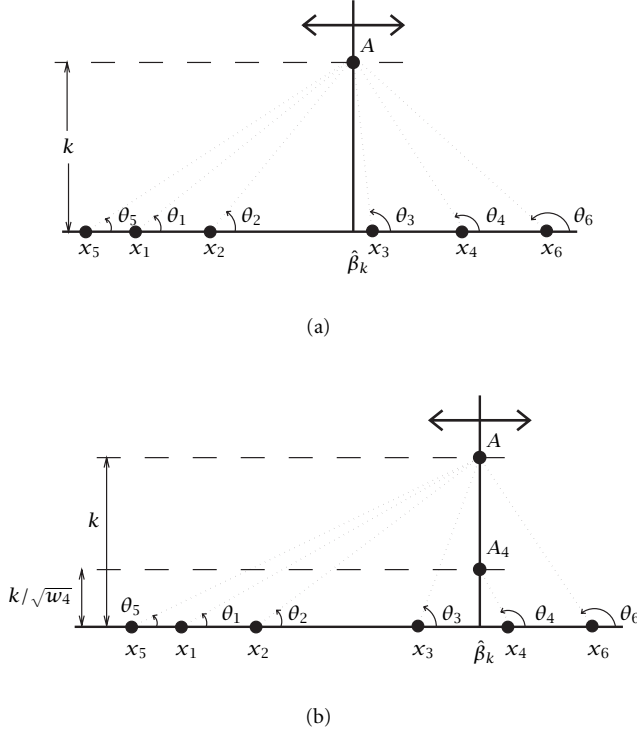 A
k
θ₅ θ₁ θ₂ θ₃ θ₄ θ₆
x₅ x₁ x₂ x₃ x₄ x₆
β̂ₖ
(a)
A
k
A₄
k/√w₄
θ₅ θ₁ θ₂ θ₃ θ₄ θ₆
x₅ x₁ x₂ x₃ β̂ₖ x₄ x₆
(b)